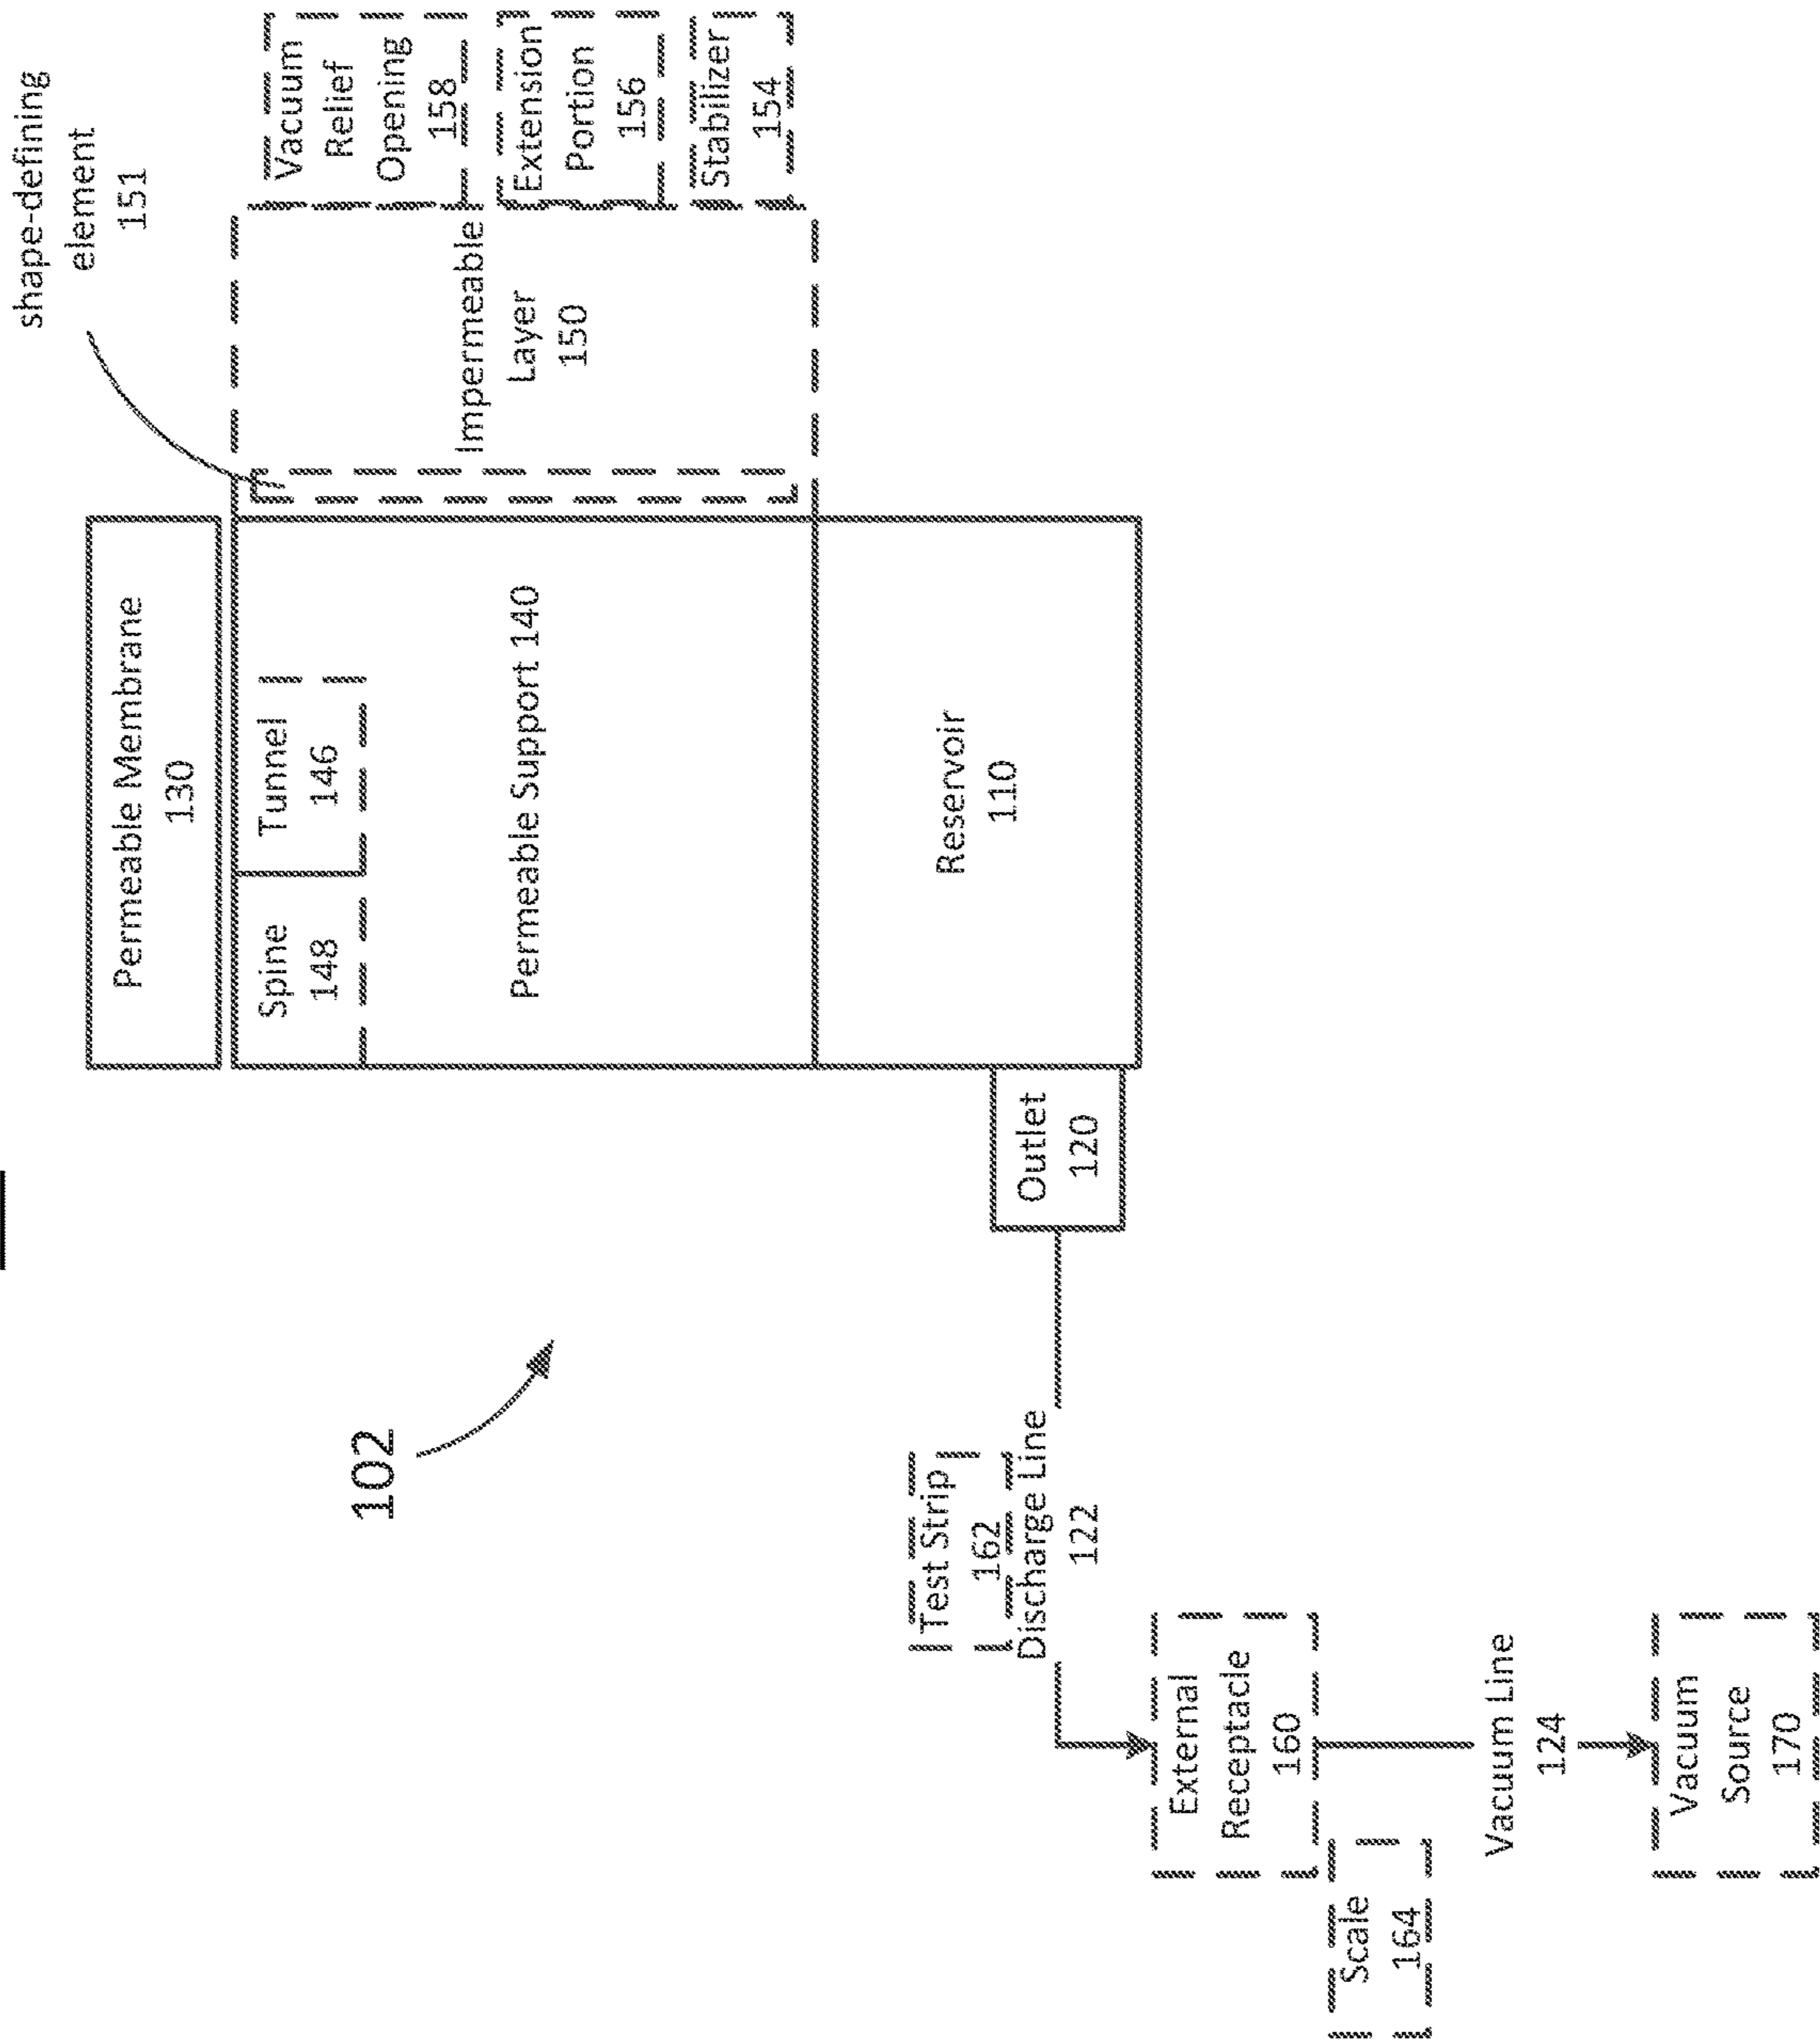 102
shape-defining
element
151
Permeable Membrane
130
Spine
148
Tunnel
146
Permeable Support 140
Impermeable
Layer
150
Vacuum
Relief
Opening
158
Extension
Portion
156
Stabilizer
154
Reservoir
110
Outlet
120
Test Strip
162
Discharge Line
122
External
Receptacle
160
Scale
164
Vacuum Line
124
Vacuum
Source
170